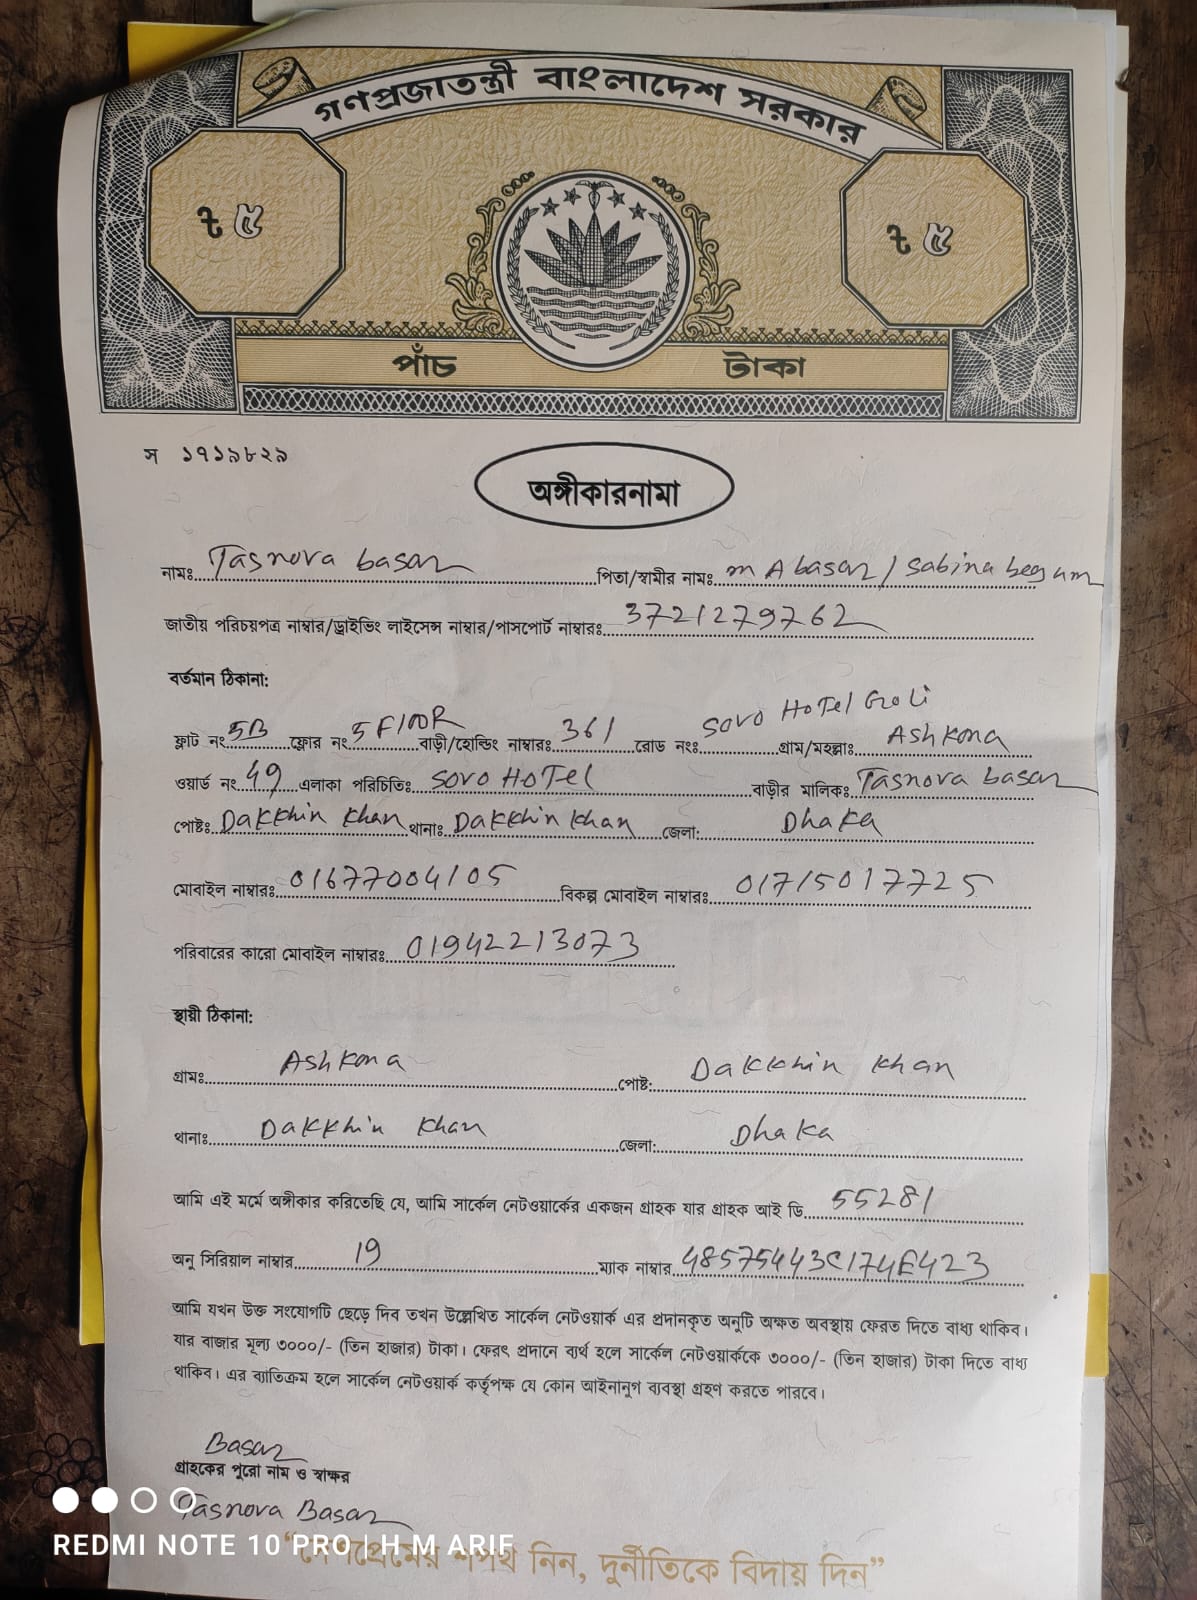 গণপ্রজাতন্ত্রী বাংলাদেশ সরকার
৳ ৫ ৳ ৫
পাঁচ টাকা
স ১৭১৯৮২৯
অঙ্গীকারনামা
নামঃ Tasnova basar পিতা/স্বামীর নামঃ m A basar / Sabina begum
জাতীয় পরিচয়পত্র নাম্বার/ড্রাইভিং লাইসেন্স নাম্বার/পাসপোর্ট নাম্বারঃ 3721279762
বর্তমান ঠিকানা:
ফ্লাট নং 5B ফ্লোর নং 5 FlOOR বাড়ী/হোল্ডিং নাম্বারঃ 361 রোড নংঃ Sovo HoTel Goli গ্রাম/মহল্লাঃ Ashkona
ওয়ার্ড নং 49 এলাকা পরিচিতিঃ Sovo HoTel বাড়ীর মালিকঃ Tasnova basar
পোষ্টঃ Dakkhin khan থানাঃ Dakkhin khan জেলা: Dhaka
মোবাইল নাম্বারঃ 01677004105 বিকল্প মোবাইল নাম্বারঃ 01715017725
পরিবারের কারো মোবাইল নাম্বারঃ 01942213073
স্থায়ী ঠিকানা:
গ্রামঃ Ashkona পোষ্ট: Dakkhin khan
থানাঃ Dakkhin khan জেলা: Dhaka
আমি এই মর্মে অঙ্গীকার করিতেছি যে, আমি সার্কেল নেটওয়ার্কের একজন গ্রাহক যার গ্রাহক আই ডি 55281
অনু সিরিয়াল নাম্বার 19 ম্যাক নাম্বার 48575443C174E423
আমি যখন উক্ত সংযোগটি ছেড়ে দিব তখন উল্লেখিত সার্কেল নেটওয়ার্ক এর প্রদানকৃত অনুটি অক্ষত অবস্থায় ফেরত দিতে বাধ্য থাকিব।
যার বাজার মূল্য ৩০০০/- (তিন হাজার) টাকা। ফেরৎ প্রদানে ব্যর্থ হলে সার্কেল নেটওয়ার্ককে ৩০০০/- (তিন হাজার) টাকা দিতে বাধ্য
থাকিব। এর ব্যতিক্রম হলে সার্কেল নেটওয়ার্ক কর্তৃপক্ষ যে কোন আইনানুগ ব্যবস্থা গ্রহণ করতে পারবে।
Basar
গ্রাহকের পুরো নাম ও স্বাক্ষর
Tasnova Basar
REDMI NOTE 10 PRO | H M ARIF
“দেশপ্রেমের শপথ নিন, দুর্নীতিকে বিদায় দিন”